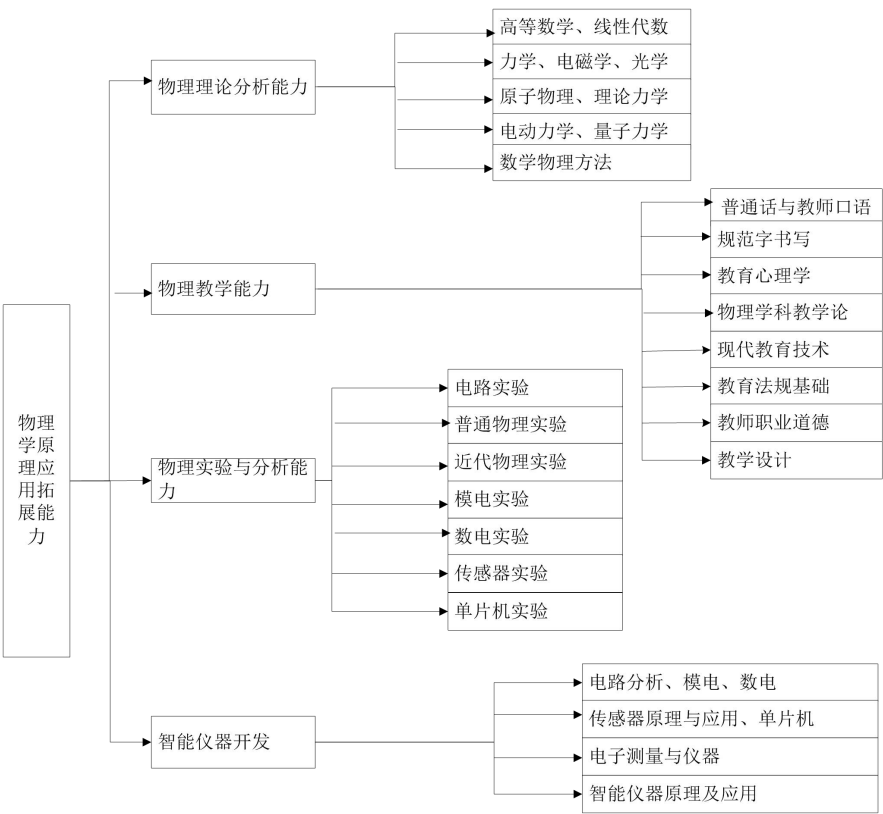 物理理论分析能力
高等数学、线性代数
力学、电磁学、光学
原子物理、理论力学
电动力学、量子力学
数学物理方法
物理教学能力
普通话与教师口语
规范字书写
教育心理学
物理学科教学论
现代教育技术
教育法规基础
教师职业道德
教学设计
物理
学原
理应
用拓
展能
力
物理实验与分析能
力
电路实验
普通物理实验
近代物理实验
模电实验
数电实验
传感器实验
单片机实验
智能仪器开发
电路分析、模电、数电
传感器原理与应用、单片机
电子测量与仪器
智能仪器原理及应用